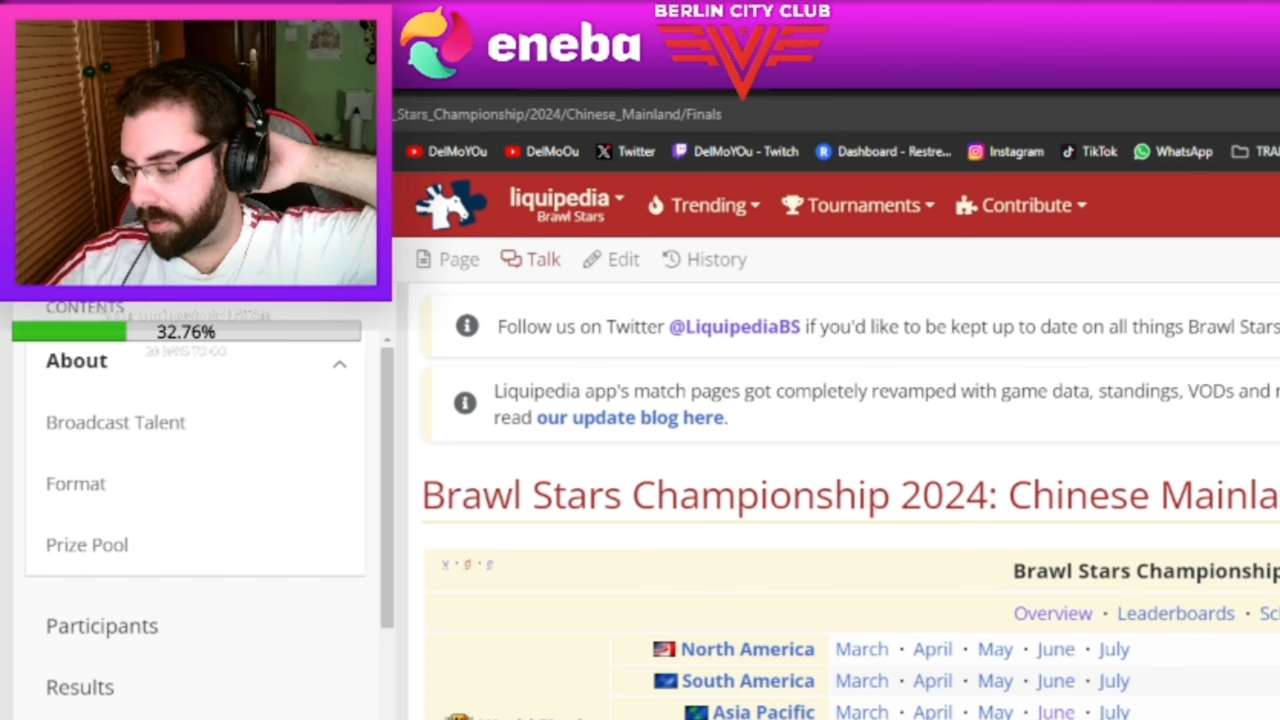 BERLIN CITY CLUB
eneba
_Stars_Championship/2024/Chinese_Mainland/Finals
DelMoYOu DelMoOu Twitter DelMoYOu - Twitch Dashboard - Restre... Instagram TikTok WhatsApp
liquipedia
Brawl Stars
Trending Tournaments Contribute
Page Talk Edit History
CONTENTS
32.76%
About
Broadcast Talent
Format
Prize Pool
Participants
Results
Follow us on Twitter @LiquipediaBS if you'd like to be kept up to date on all things Brawl Stars
Liquipedia app's match pages got completely revamped with game data, standings, VODs and
read our update blog here.
Brawl Stars Championship 2024: Chinese Mainla
Brawl Stars Championship
Overview · Leaderboards · Sc
North America March · April · May · June · July
South America March · April · May · June · July
Asia Pacific March · April · May · June · July